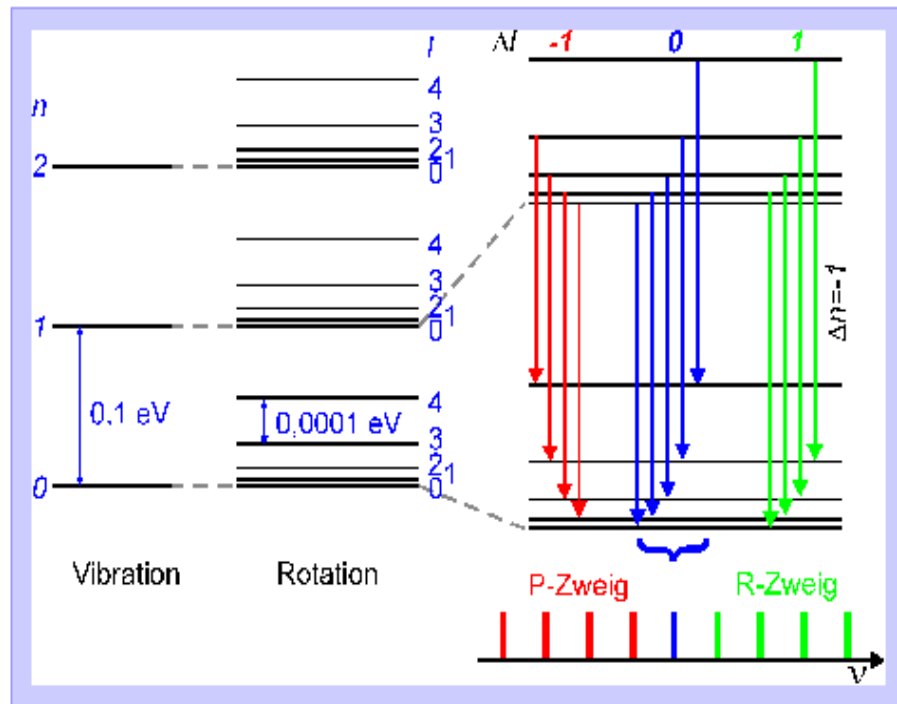 l
Δl -1 0 1
n
4
3
2 1
2 0
4
3
2 1
1 0
Δn=-1
0,1 eV
4
0,0001 eV
3
2 1
0 0
Vibration Rotation
P-Zweig R-Zweig
ν